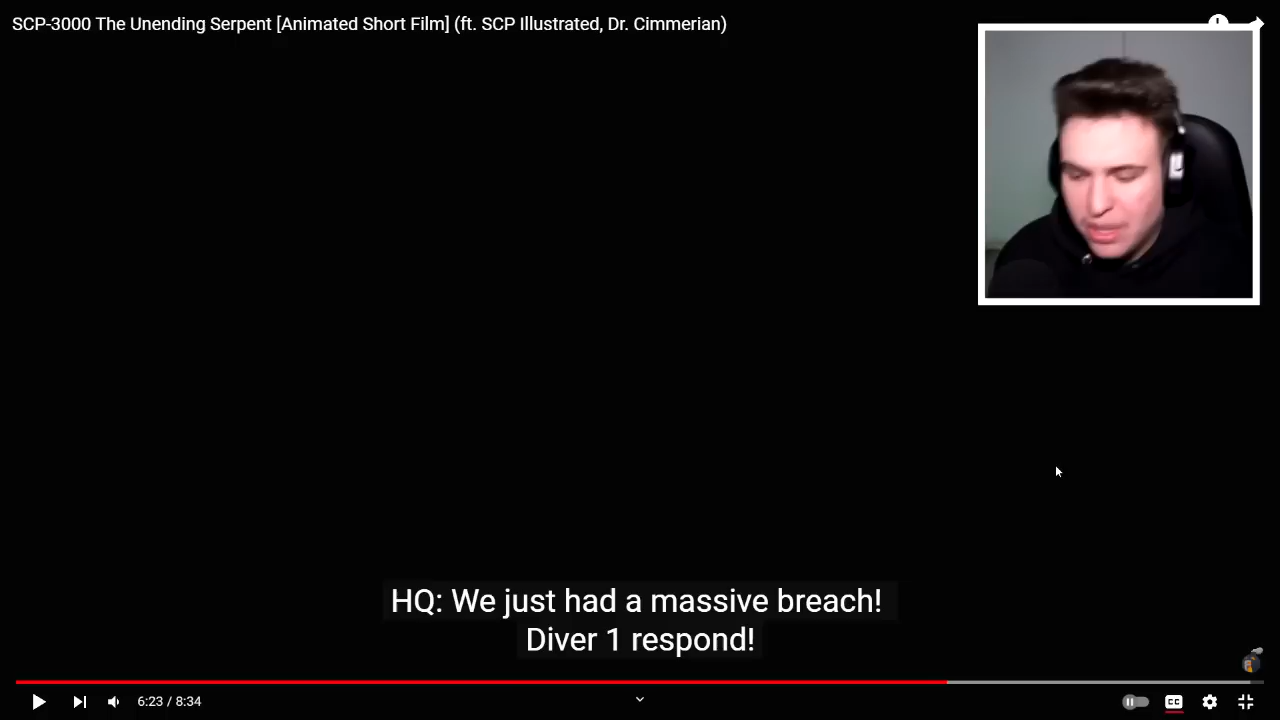 SCP-3000 The Unending Serpent [Animated Short Film] (ft. SCP Illustrated, Dr. Cimmerian)
HQ: We just had a massive breach!
Diver 1 respond!
6:23 / 8:34
CC